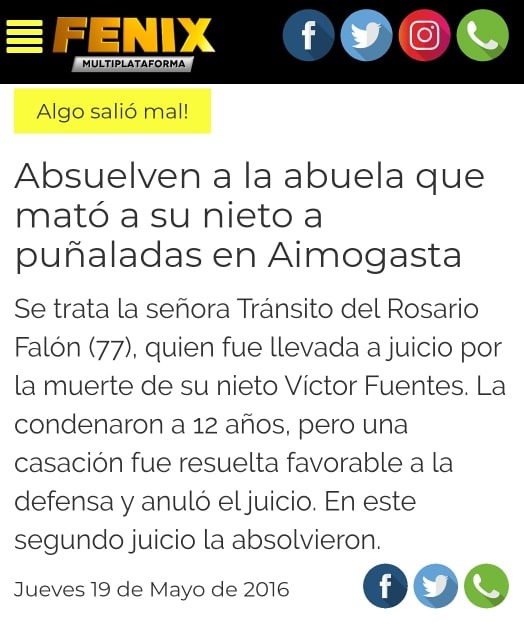 FENIX
MULTIPLATAFORMA
Algo salió mal!
Absuelven a la abuela que
mató a su nieto a
puñaladas en Aimogasta
Se trata la señora Tránsito del Rosario
Falón (77), quien fue llevada a juicio por
la muerte de su nieto Víctor Fuentes. La
condenaron a 12 años, pero una
casación fue resuelta favorable a la
defensa y anuló el juicio. En este
segundo juicio la absolvieron.
Jueves 19 de Mayo de 2016